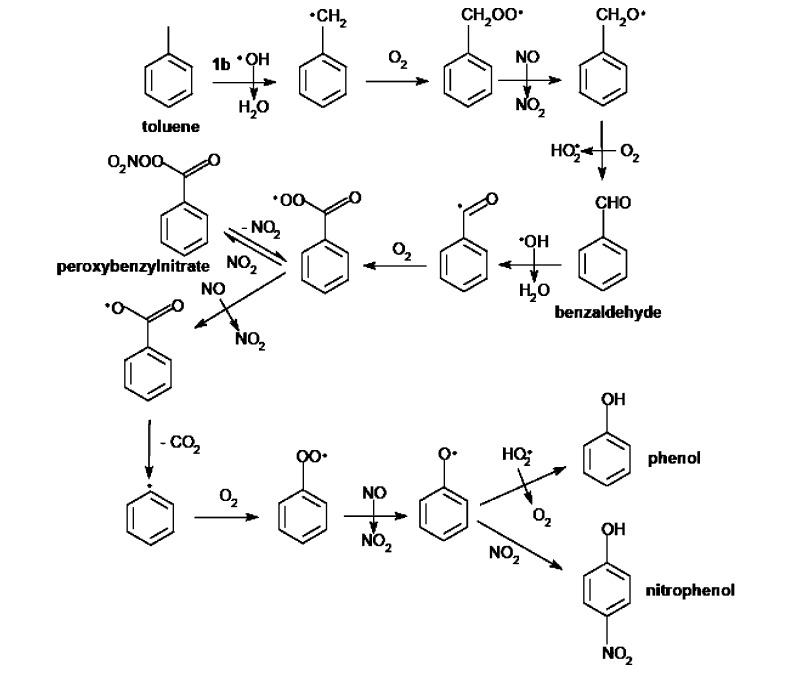 •CH₂
CH₂OO•
CH₂O•
1b •OH
O₂
NO
H₂O
NO₂
toluene
HO₂•
O₂
O₂NOO
O
•OO
O
•
O
CHO
- NO₂
•OH
O₂
peroxybenzylnitrate
NO₂
H₂O
NO
benzaldehyde
•O
O
NO₂
OH
- CO₂
OO•
O•
HO₂•
phenol
•
O₂
NO
O₂
NO₂
NO₂
OH
nitrophenol
NO₂